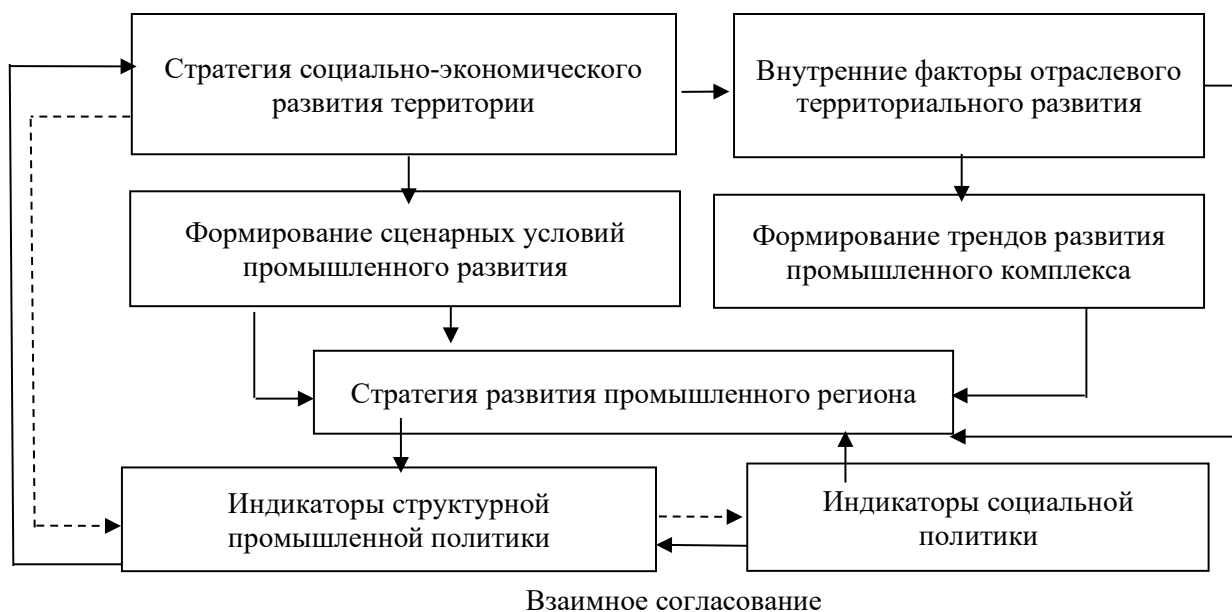 Стратегия социально-экономического
развития территории
Внутренние факторы отраслевого
территориального развития
Формирование сценарных условий
промышленного развития
Формирование трендов развития
промышленного комплекса
Стратегия развития промышленного региона
Индикаторы структурной
промышленной политики
Индикаторы социальной
политики
Взаимное согласование